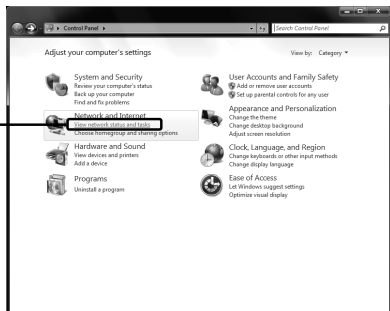 Control Panel
Search Control Panel
Adjust your computer's settings
View by: Category
System and Security
Review your computer's status
Back up your computer
Find and fix problems
Network and Internet
View network status and tasks
Choose homegroup and sharing options
Hardware and Sound
View devices and printers
Add a device
Programs
Uninstall a program
User Accounts and Family Safety
Add or remove user accounts
Set up parental controls for any user
Appearance and Personalization
Change the theme
Change desktop background
Adjust screen resolution
Clock, Language, and Region
Change keyboards or other input methods
Change display language
Ease of Access
Let Windows suggest settings
Optimize visual display